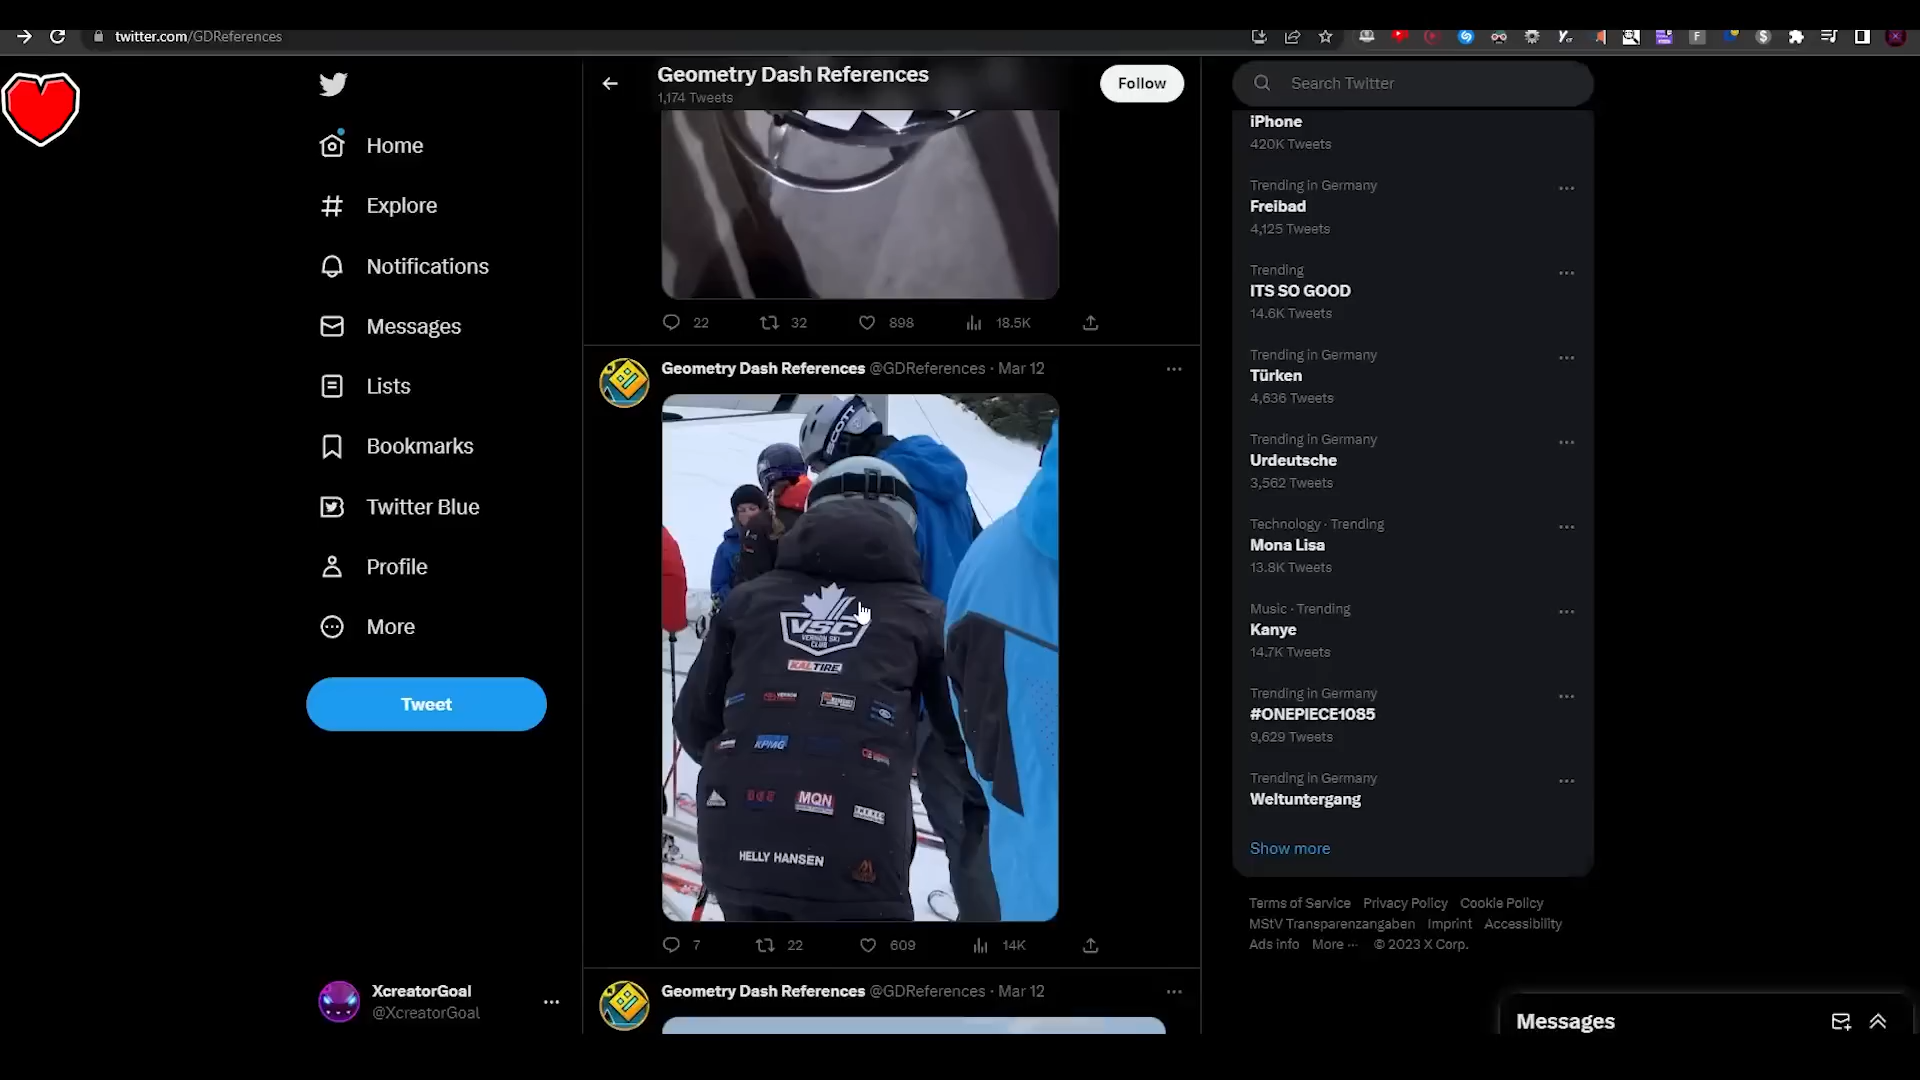 twitter.com/GDReferences
Home
Explore
Notifications
Messages
Lists
Bookmarks
Twitter Blue
Profile
More
Tweet
XcreatorGoal
@XcreatorGoal
Geometry Dash References
1,174 Tweets
Follow
22
32
898
18.5K
Geometry Dash References @GDReferences · Mar 12
SCOTT
VSC
VERNON SKI
CLUB
KALTIRE
KPMG
MQN
HELLY HANSEN
7
22
609
14K
Geometry Dash References @GDReferences · Mar 12
Search Twitter
iPhone
420K Tweets
Trending in Germany
Freibad
4,125 Tweets
Trending
ITS SO GOOD
14.6K Tweets
Trending in Germany
Türken
4,636 Tweets
Trending in Germany
Urdeutsche
3,562 Tweets
Technology · Trending
Mona Lisa
13.8K Tweets
Music · Trending
Kanye
14.7K Tweets
Trending in Germany
#ONEPIECE1085
9,629 Tweets
Trending in Germany
Weltuntergang
Show more
Terms of Service Privacy Policy Cookie Policy
MStV Transparenzangaben Imprint Accessibility
Ads info More ··· © 2023 X Corp.
Messages